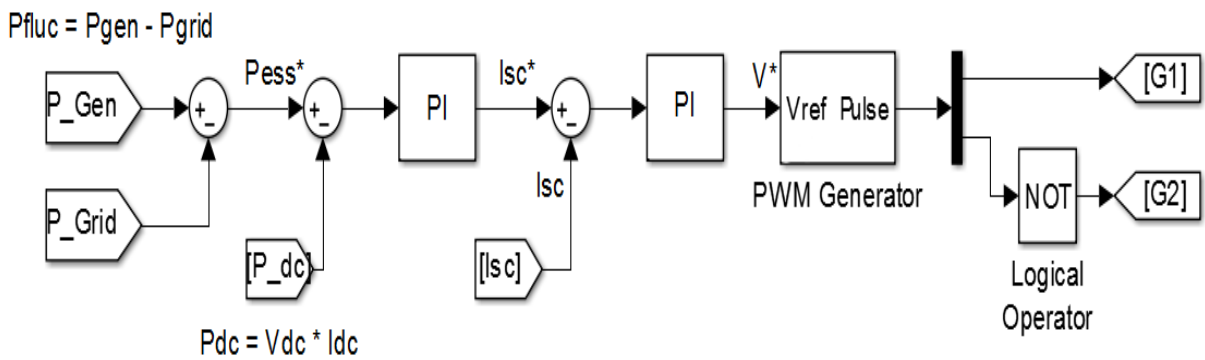 Pfluc = Pgen - Pgrid
P_Gen
+
-
Pess*
+
-
PI
Isc*
+
-
PI
V*
Vref Pulse
[G1]
P_Grid
Isc
PWM Generator
NOT
[G2]
[P_dc]
[Isc]
Logical
Operator
Pdc = Vdc * Idc